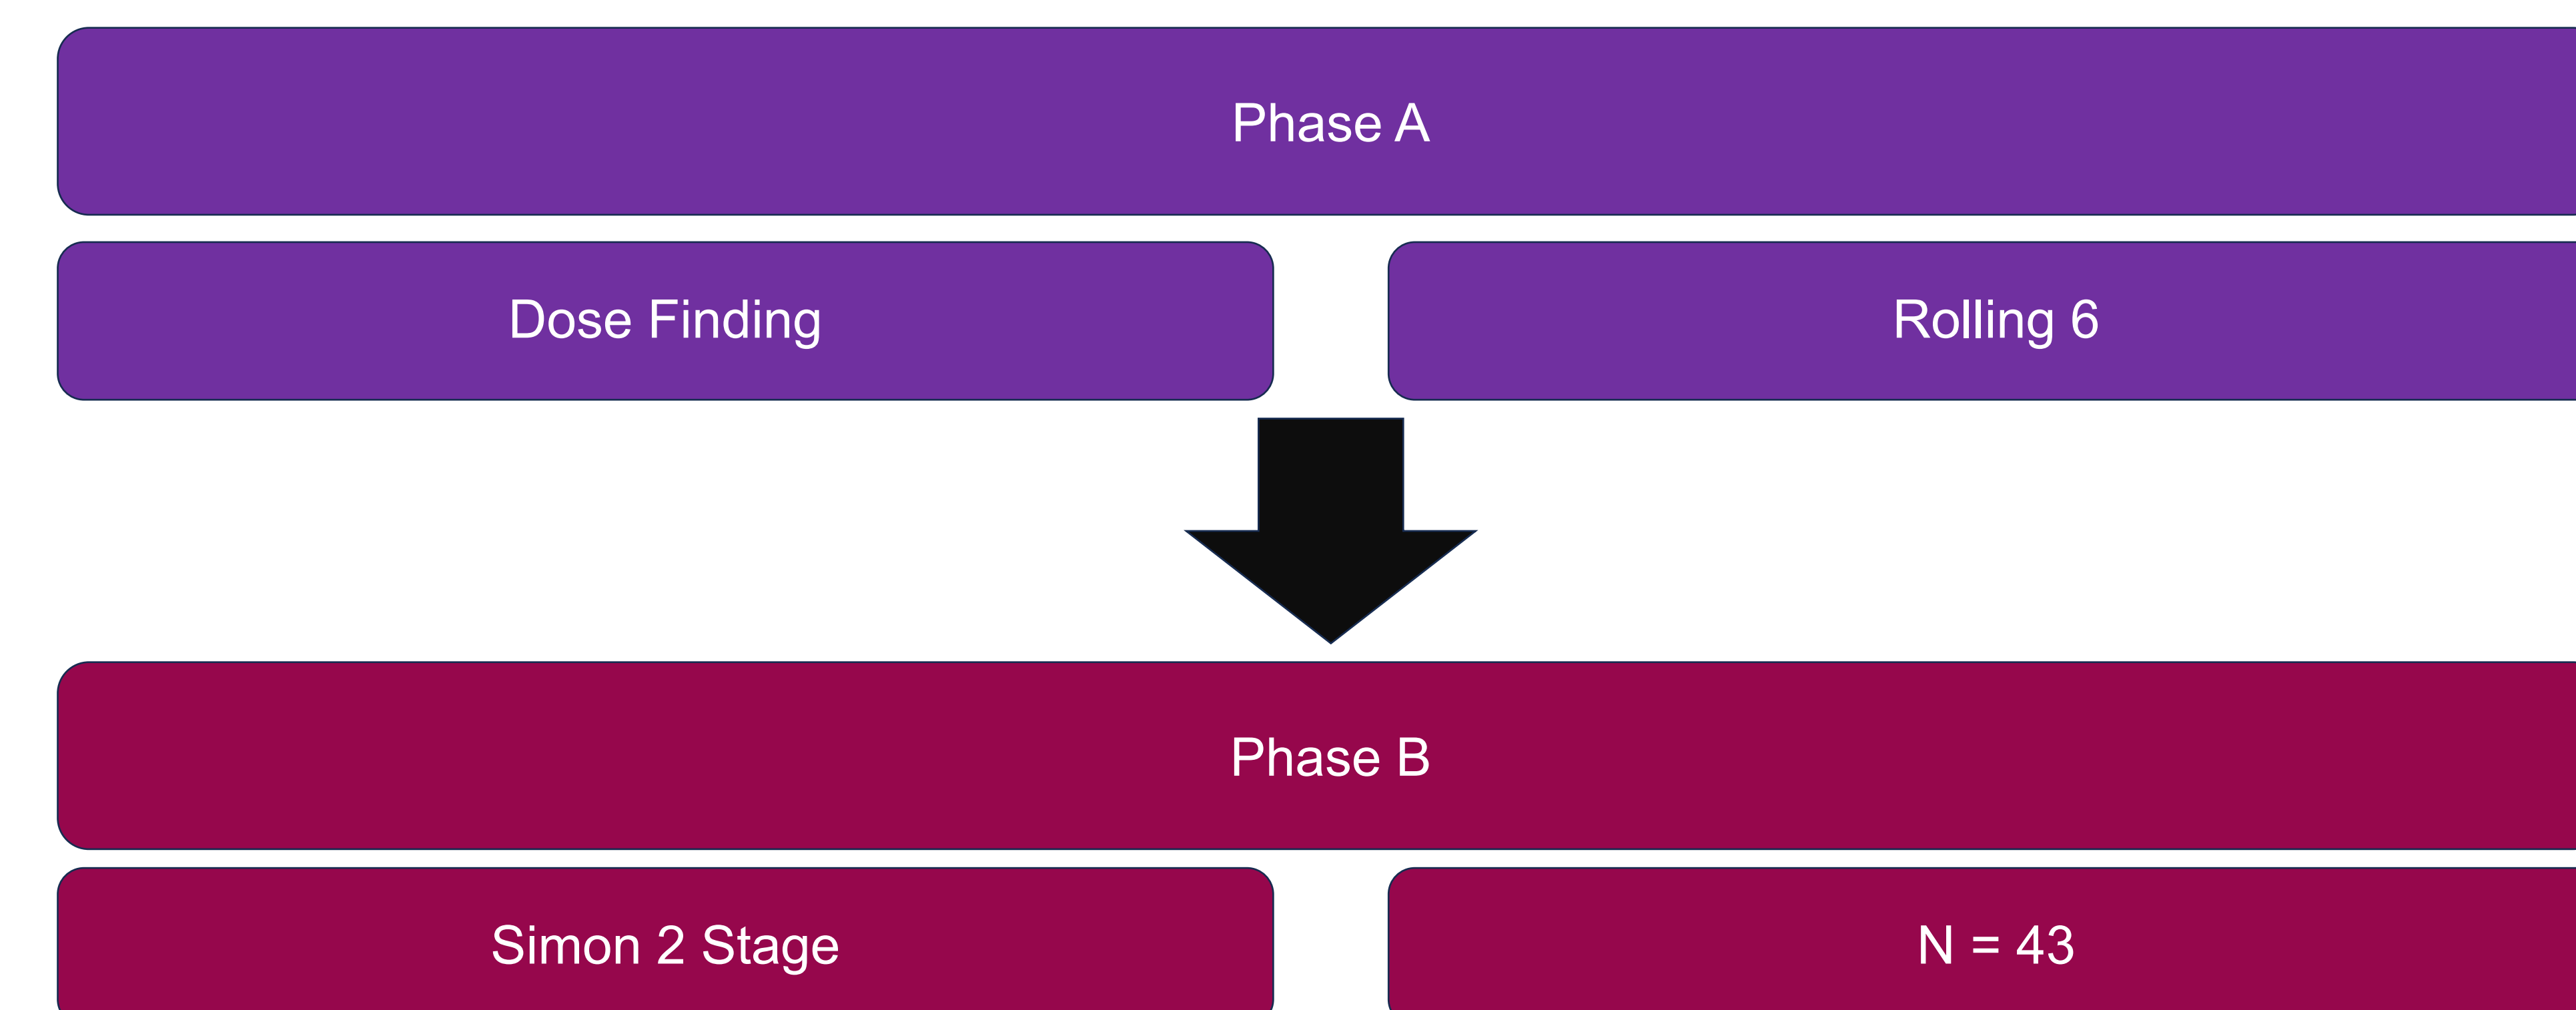 Phase A
Dose Finding
Rolling 6
Phase B
Simon 2 Stage
N = 43